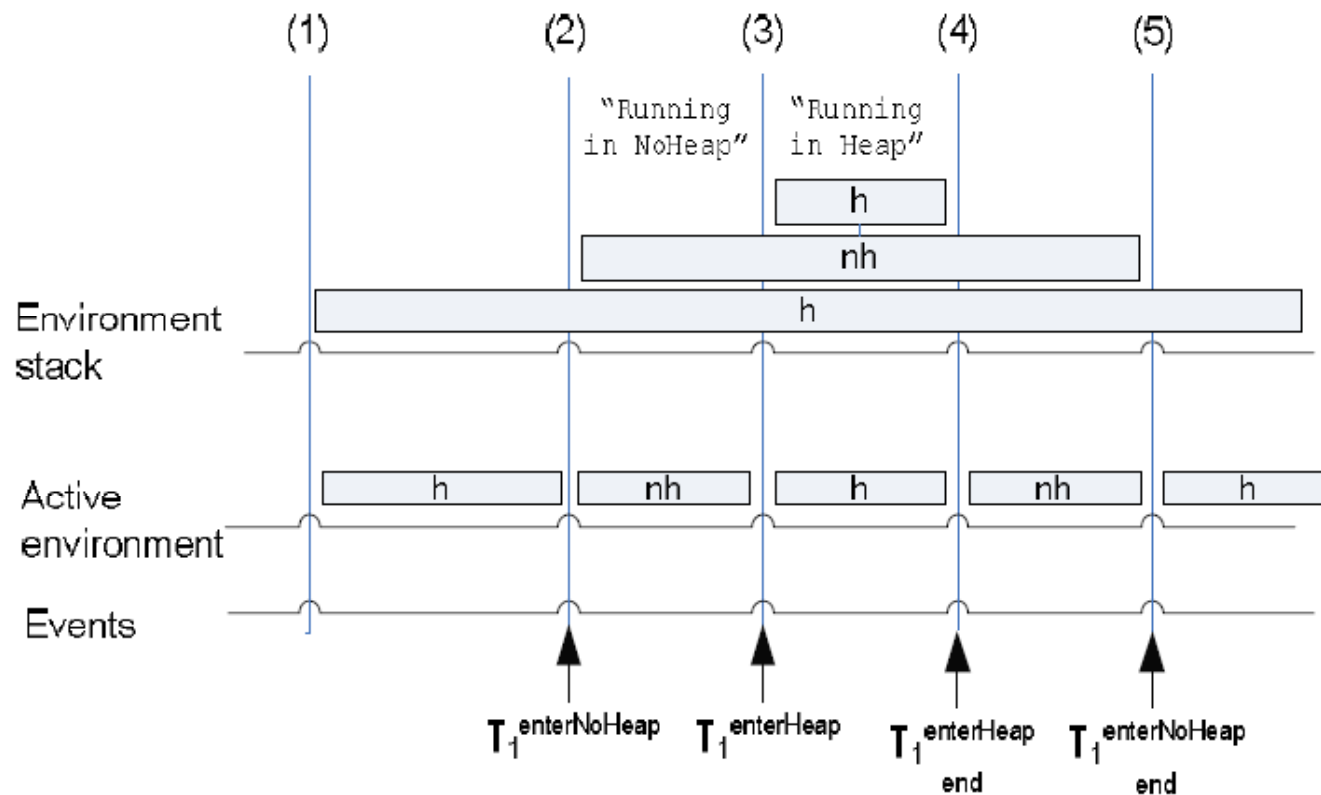 (1)
(2)
(3)
(4)
(5)
“Running
in NoHeap”
“Running
in Heap”
h
nh
h
Environment
stack
h
nh
h
nh
h
Active
environment
Events
T1enterNoHeap
T1enterHeap
T1enterHeap
end
T1enterNoHeap
end